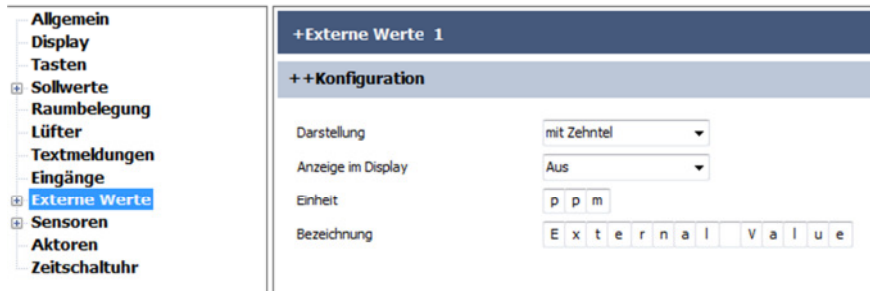 Allgemein
Display
Tasten
Sollwerte
Raumbelegung
Lüfter
Textmeldungen
Eingänge
Externe Werte
Sensoren
Aktoren
Zeitschaltuhr
+Externe Werte 1
++Konfiguration
Darstellung mit Zehntel
Anzeige im Display Aus
Einheit ppm
Bezeichnung External Value